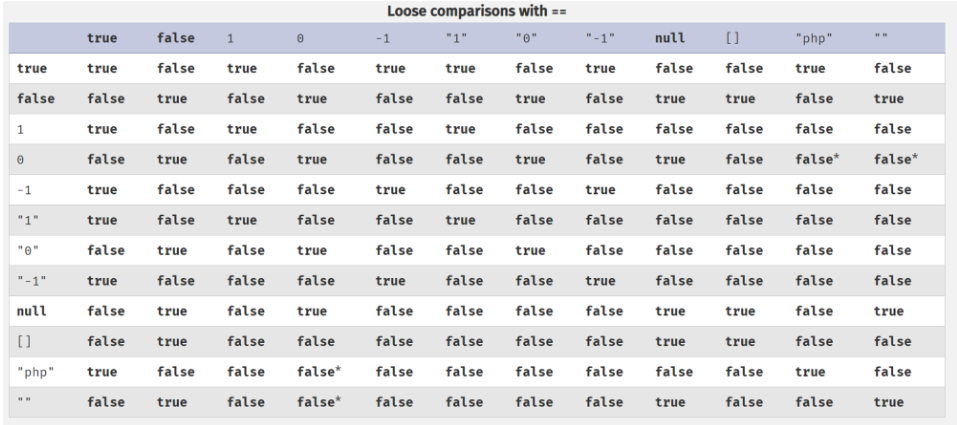 Loose comparisons with ==
true false 1 0 -1 "1" "0" "-1" null [] "php" ""
true true false true false true true false true false false true false
false false true false true false false true false true true false true
1 true false true false false true false false false false false false
0 false true false true false false true false true false false* false*
-1 true false false false true false false true false false false false
"1" true false true false false true false false false false false false
"0" false true false true false false true false false false false false
"-1" true false false false true false false true false false false false
null false true false true false false false false true true false true
[] false true false false false false false false true true false false
"php" true false false false* false false false false false false true false
"" false true false false* false false false false true false false true